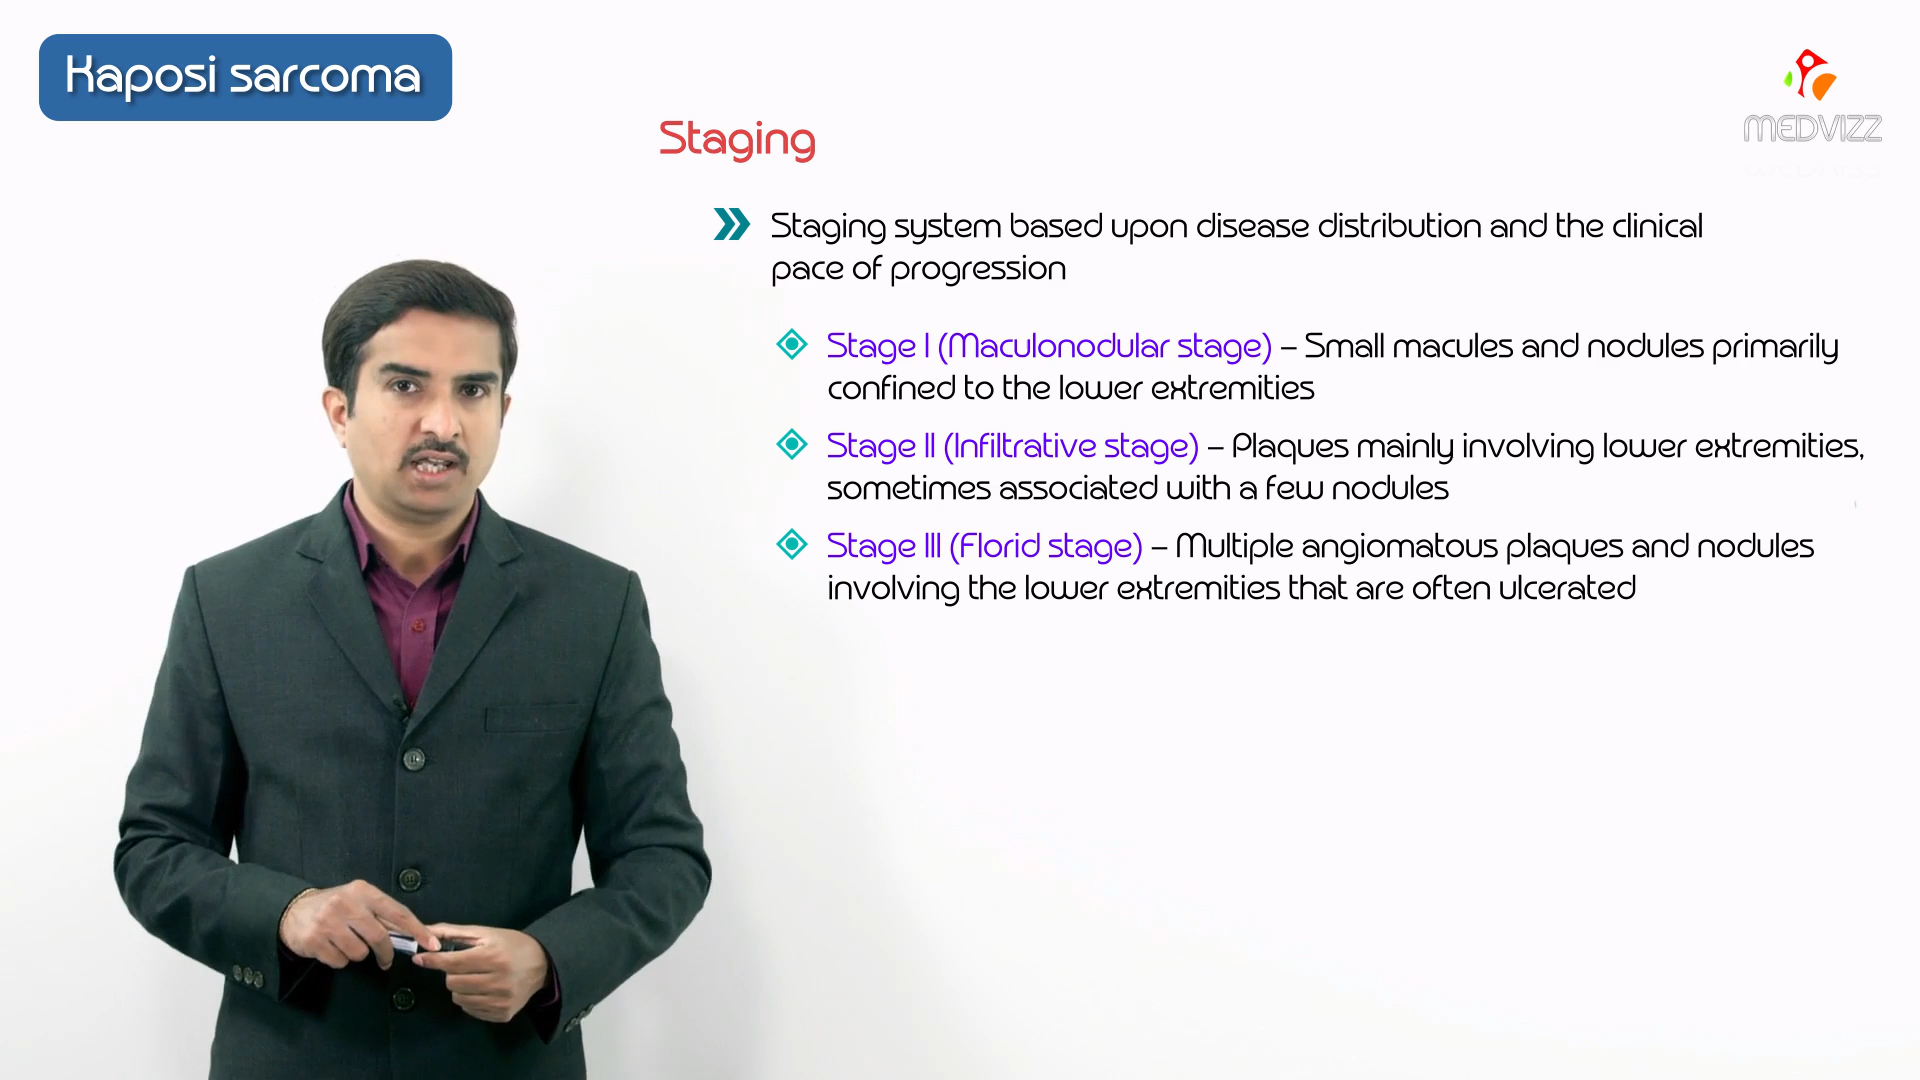 Kaposi sarcoma
MEDVIZZ
Staging
Staging system based upon disease distribution and the clinical
pace of progression
Stage I (Maculonodular stage) – Small macules and nodules primarily
confined to the lower extremities
Stage II (Infiltrative stage) – Plaques mainly involving lower extremities,
sometimes associated with a few nodules
Stage III (Florid stage) – Multiple angiomatous plaques and nodules
involving the lower extremities that are often ulcerated